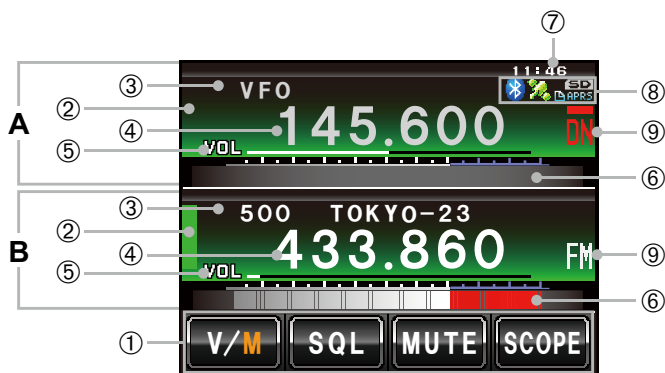 ⑦
11:46
③ VFO
SD
APRS ⑧
②
A
④ 145.600 DN ⑨
⑤ VOL
⑥
③ 500 TOKYO-23
②
B
④ 433.860 FM ⑨
⑤ VOL
⑥
① V/M SQL MUTE SCOPE